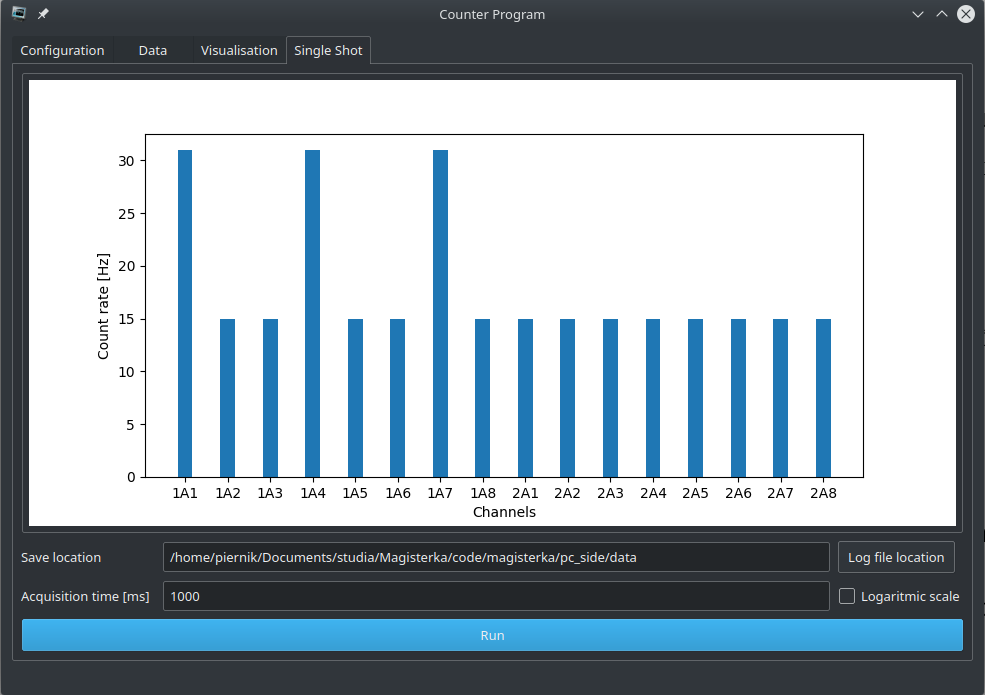 Counter Program
Configuration Data Visualisation Single Shot
30
25
20
15
10
5
0
Count rate [Hz]
1A1 1A2 1A3 1A4 1A5 1A6 1A7 1A8 2A1 2A2 2A3 2A4 2A5 2A6 2A7 2A8
Channels
Save location /home/piernik/Documents/studia/Magisterka/code/magisterka/pc_side/data Log file location
Acquisition time [ms] 1000 Logaritmic scale
Run